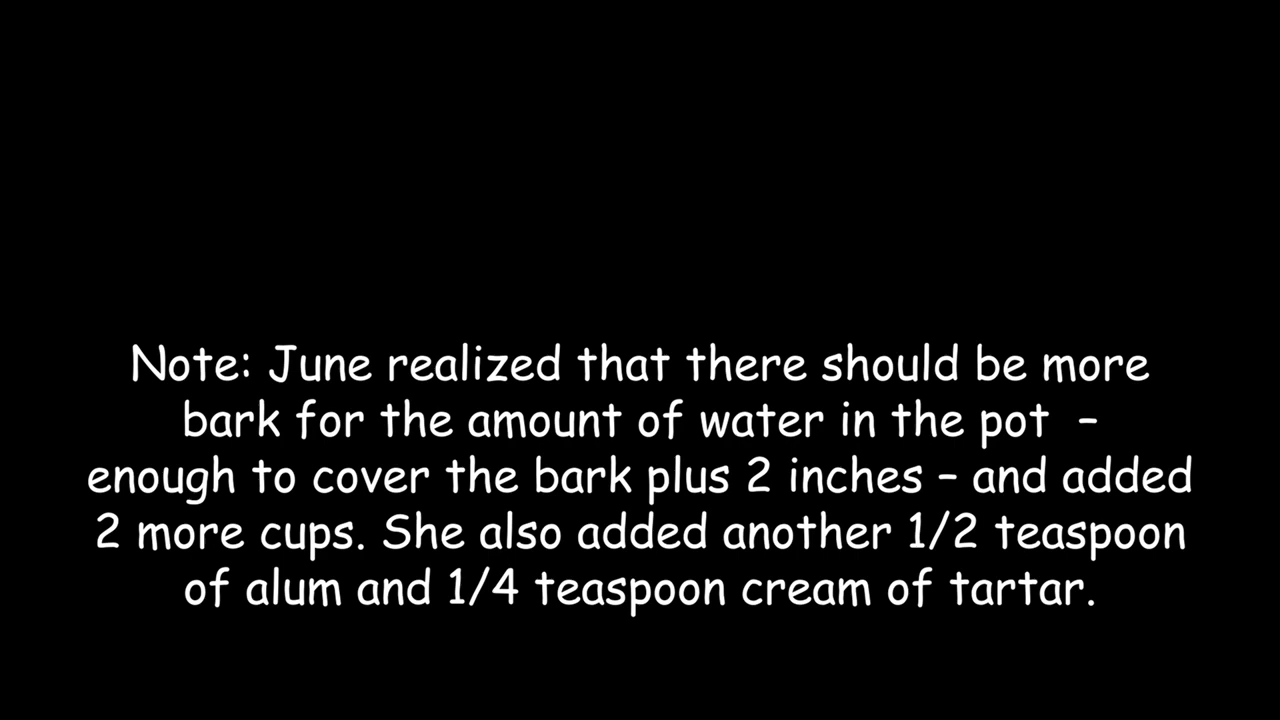 Note: June realized that there should be more
bark for the amount of water in the pot –
enough to cover the bark plus 2 inches – and added
2 more cups. She also added another 1/2 teaspoon
of alum and 1/4 teaspoon cream of tartar.